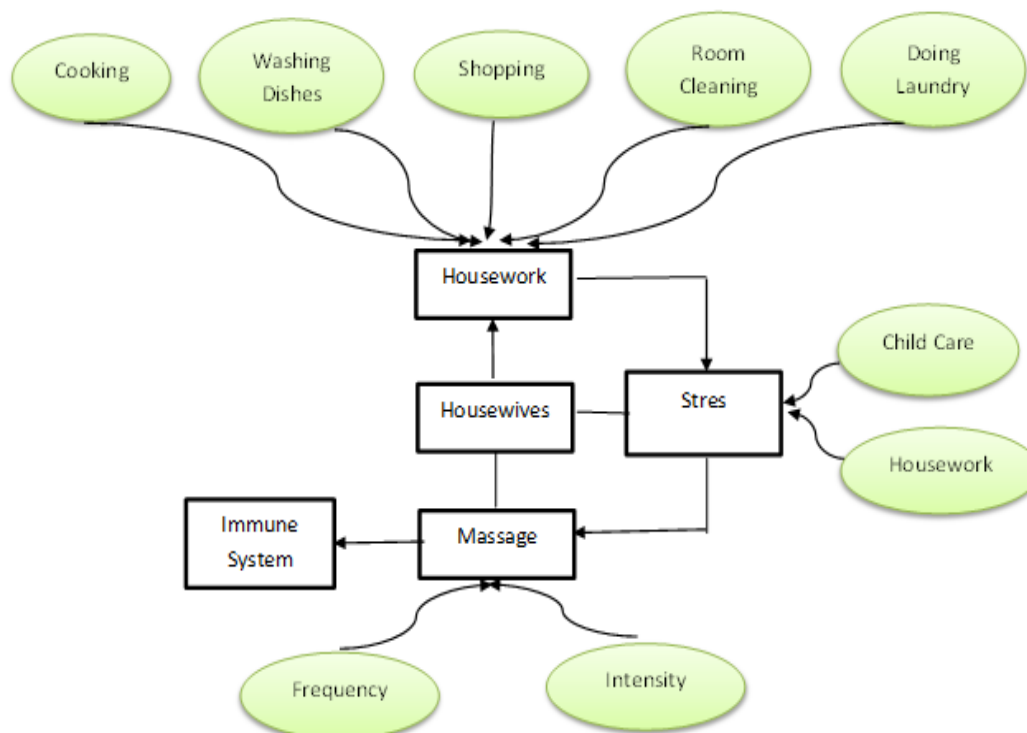 Cooking
Washing
Dishes
Shopping
Room
Cleaning
Doing
Laundry
Housework
Child Care
Housewives
Stres
Housework
Immune
System
Massage
Frequency
Intensity